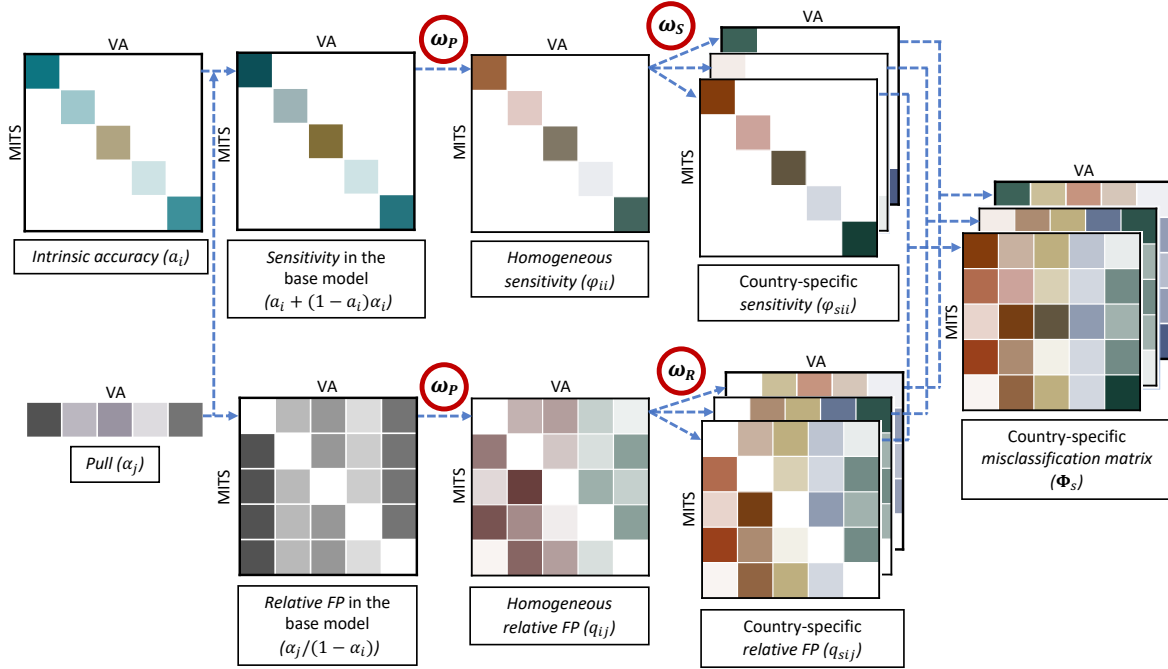 VA
VA
ω_P
VA
ω_S
VA
MITS
MITS
Intrinsic accuracy (a_i)
Sensitivity in the
base model
(a_i + (1 − a_i)α_i)
Homogeneous
sensitivity (φ_ii)
Country-specific
sensitivity (φ_sii)
VA
MITS
Country-specific
misclassification matrix
(Φ_s)
VA
Pull (α_j)
VA
MITS
ω_P
VA
MITS
ω_R
VA
MITS
Relative FP in the
base model
(α_j/(1 − α_i))
Homogeneous
relative FP (q_ij)
Country-specific
relative FP (q_sij)